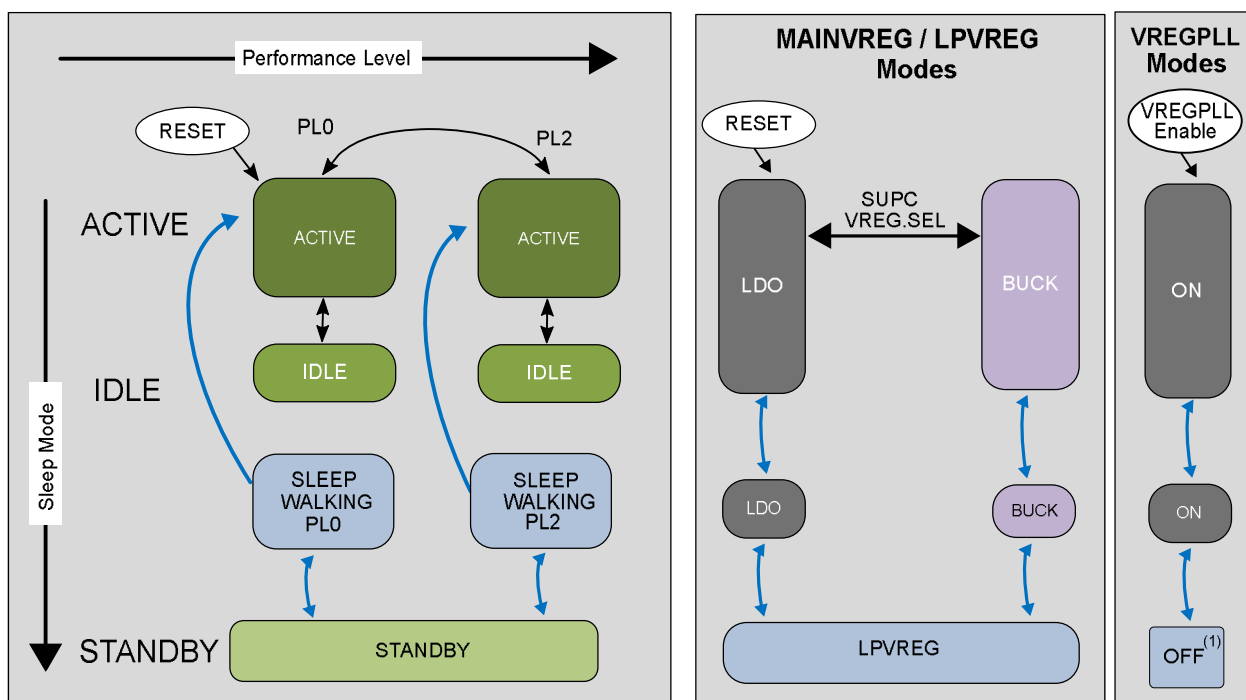 Performance Level
RESET
PL0
PL2
ACTIVE
ACTIVE
ACTIVE
IDLE
IDLE
IDLE
Sleep Mode
SLEEP
WALKING
PL0
SLEEP
WALKING
PL2
STANDBY
STANDBY
MAINVREG / LPVREG
Modes
RESET
SUPC
VREG.SEL
LDO
BUCK
LDO
BUCK
LPVREG
VREGPLL
Modes
VREGPLL
Enable
ON
ON
OFF(1)